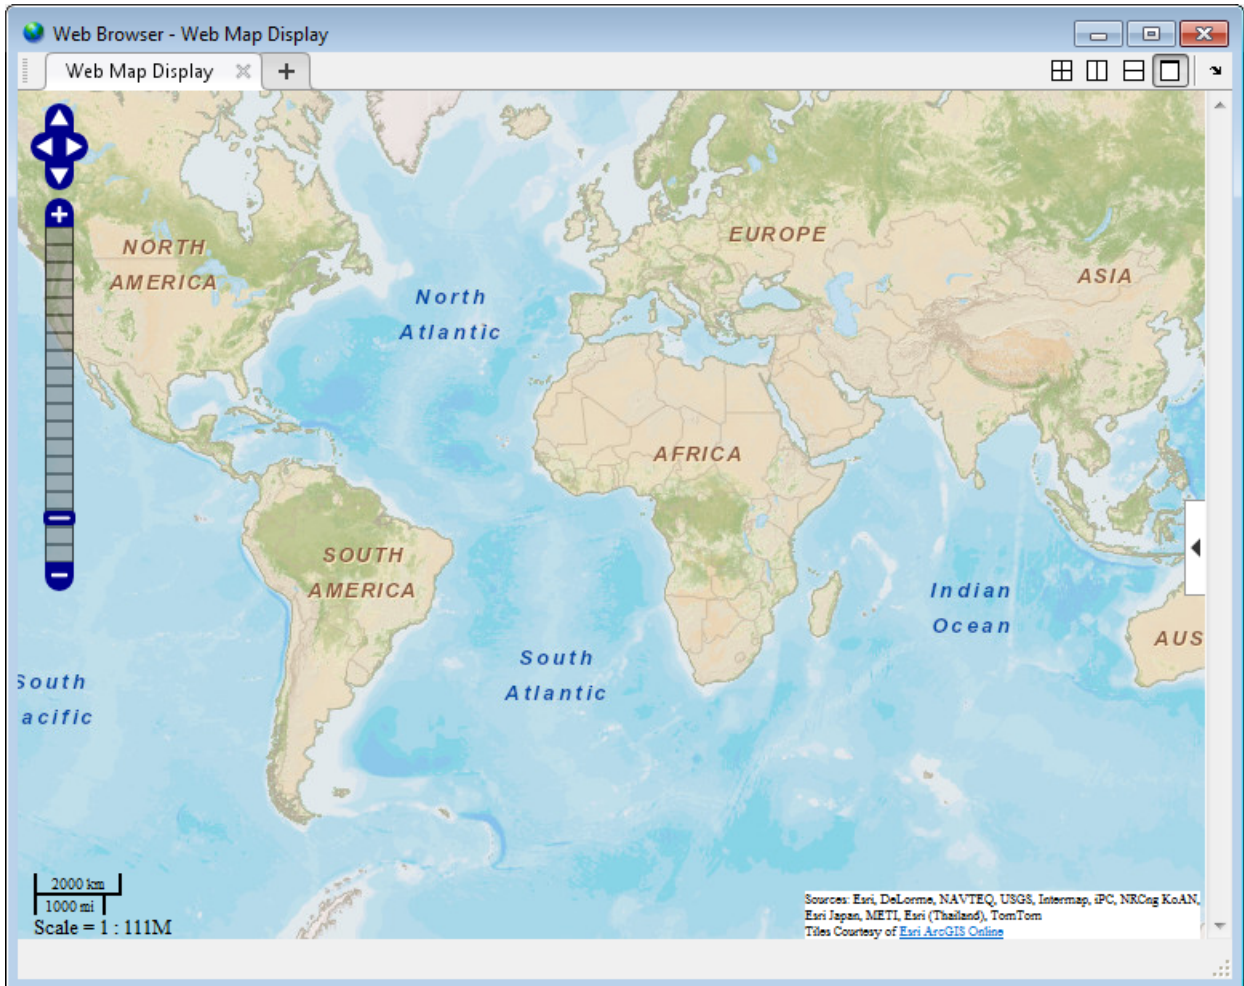 Web Browser - Web Map Display
Web Map Display
NORTH
AMERICA
EUROPE
ASIA
North
Atlantic
AFRICA
SOUTH
AMERICA
Indian
Ocean
AUS
South
Atlantic
South
acific
2000 km
1000 mi
Scale = 1 : 111M
Sources: Esri, DeLorme, NAVTEQ, USGS, Intermap, iPC, NRCng KoAN,
Esri Japan, METI, Esri (Thailand), TomTom
Tiles Courtesy of Esri ArcGIS Online